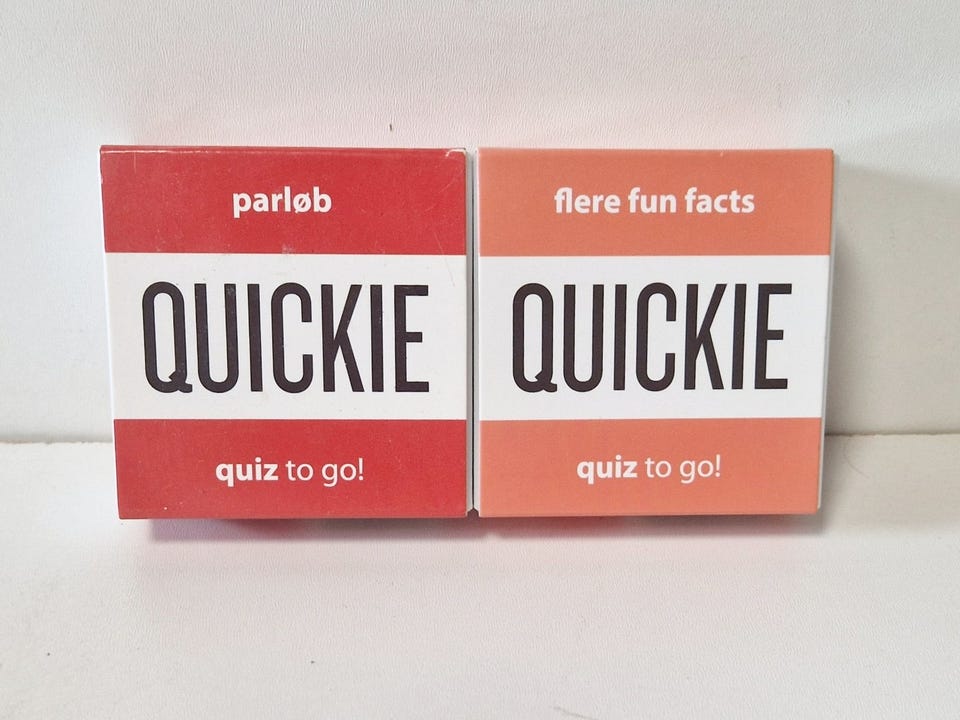 parløb
QUICKIE
quiz to go!
flere fun facts
QUICKIE
quiz to go!